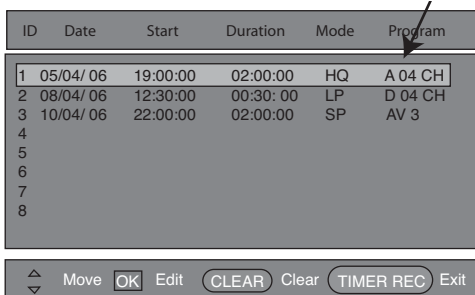 ID Date Start Duration Mode Program
1 05/04/ 06 19:00:00 02:00:00 HQ A 04 CH
2 08/04/ 06 12:30:00 00:30: 00 LP D 04 CH
3 10/04/ 06 22:00:00 02:00:00 SP AV 3
4
5
6
7
8
Move OK Edit CLEAR Clear TIMER REC Exit